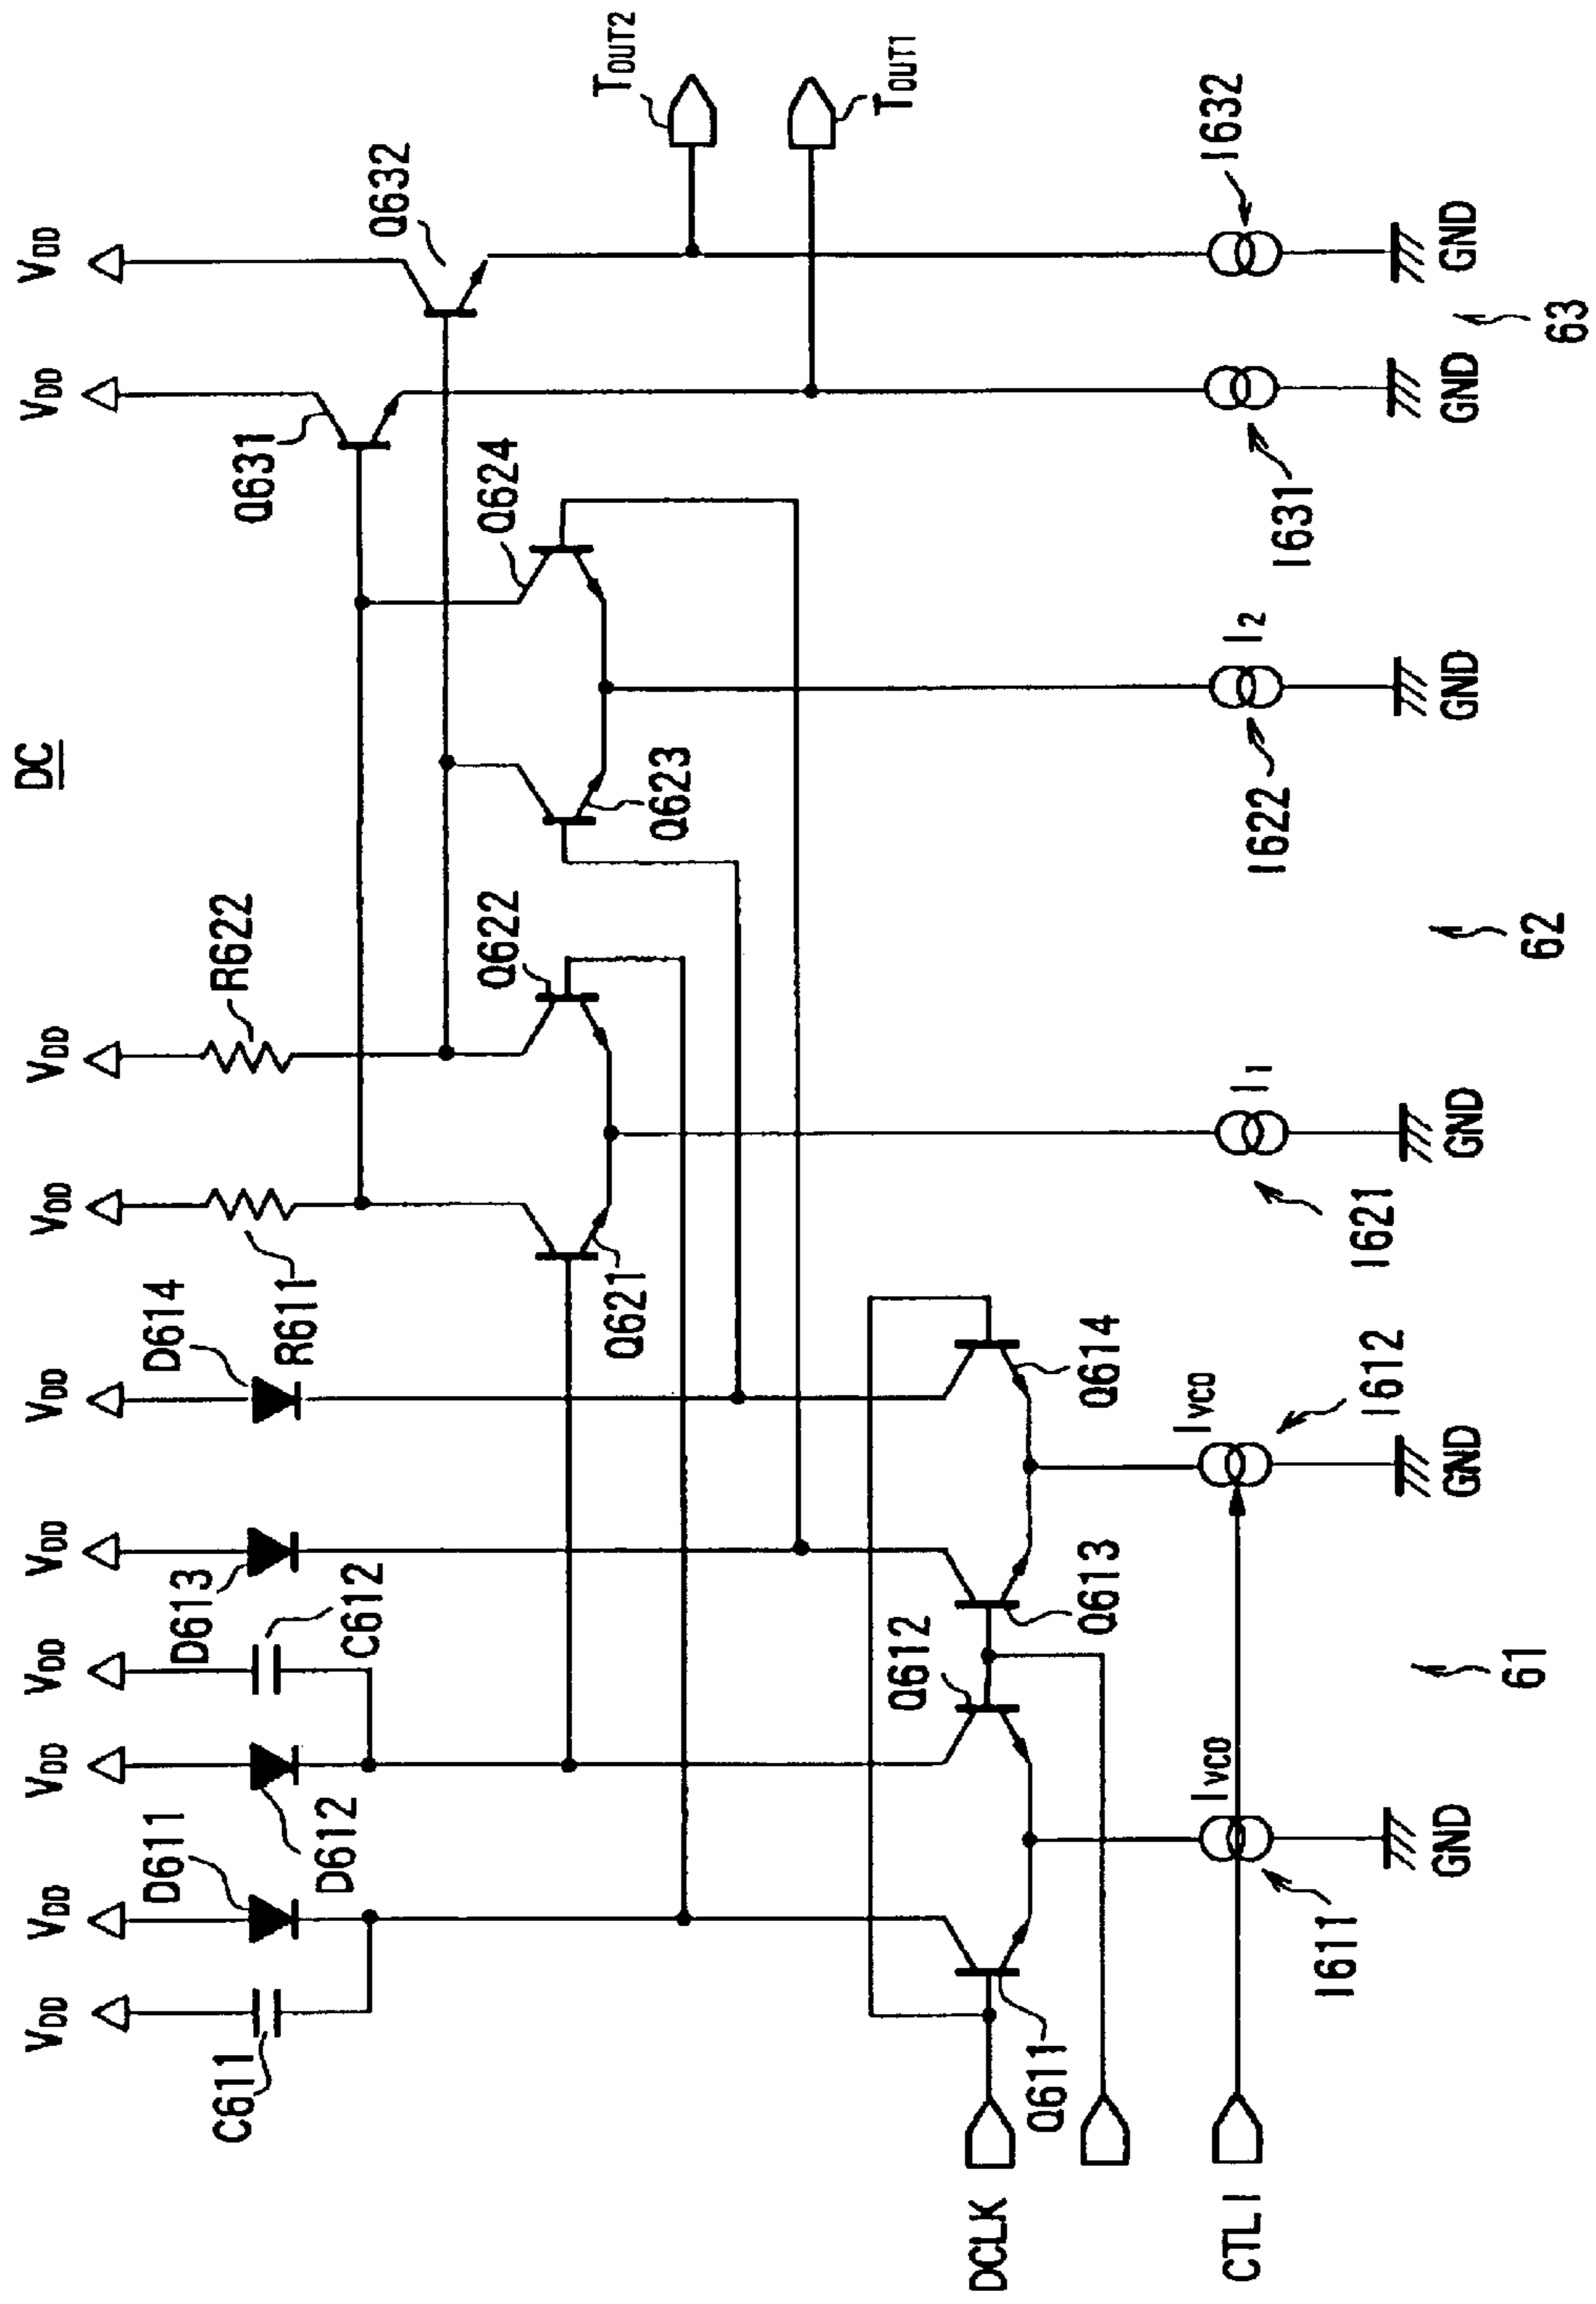 DC
VDD
VDD
VDD
VDD
VDD
VDD
VDD
VDD
VDD
VDD
C611
D611
D612
C612
D613
D614
R611
R622
Q631
Q632
Q621
Q622
Q623
Q624
TOUT2
TOUT1
Q611
Q612
Q613
Q614
DCLK
CTLI
IVCO
IVCO
I1
I2
I611
I612
I621
I622
I631
I632
GND
GND
GND
GND
GND
GND
61
62
63